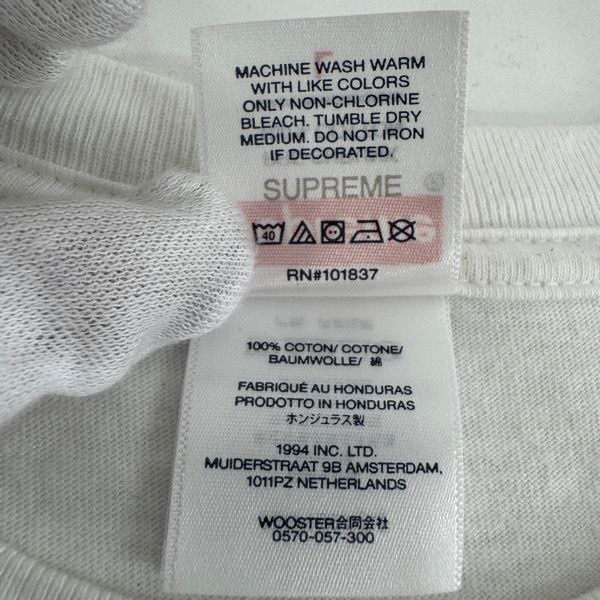 MACHINE WASH WARM
WITH LIKE COLORS
ONLY NON-CHLORINE
BLEACH. TUMBLE DRY
MEDIUM. DO NOT IRON
IF DECORATED.
SUPREME
40
RN#101837
100% COTTON/ COTONE/
BAUMWOLLE/ 綿
FABRIQUÉ AU HONDURAS
PRODOTTO IN HONDURAS
ホンジュラス製
1994 INC. LTD.
MUIDERSTRAAT 9B AMSTERDAM,
1011PZ NETHERLANDS
WOOSTER合同会社
0570-057-300